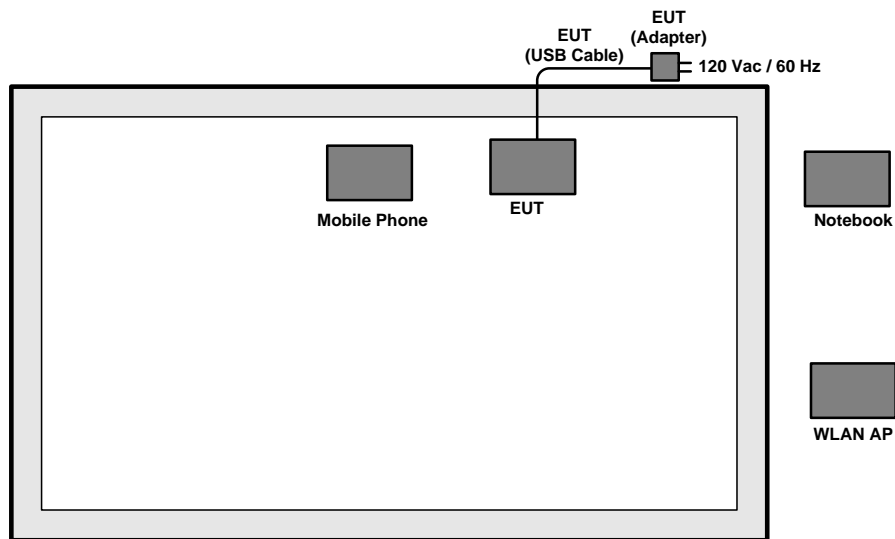 EUT
(USB Cable)
EUT
(Adapter)
120 Vac / 60 Hz
Mobile Phone
EUT
Notebook
WLAN AP